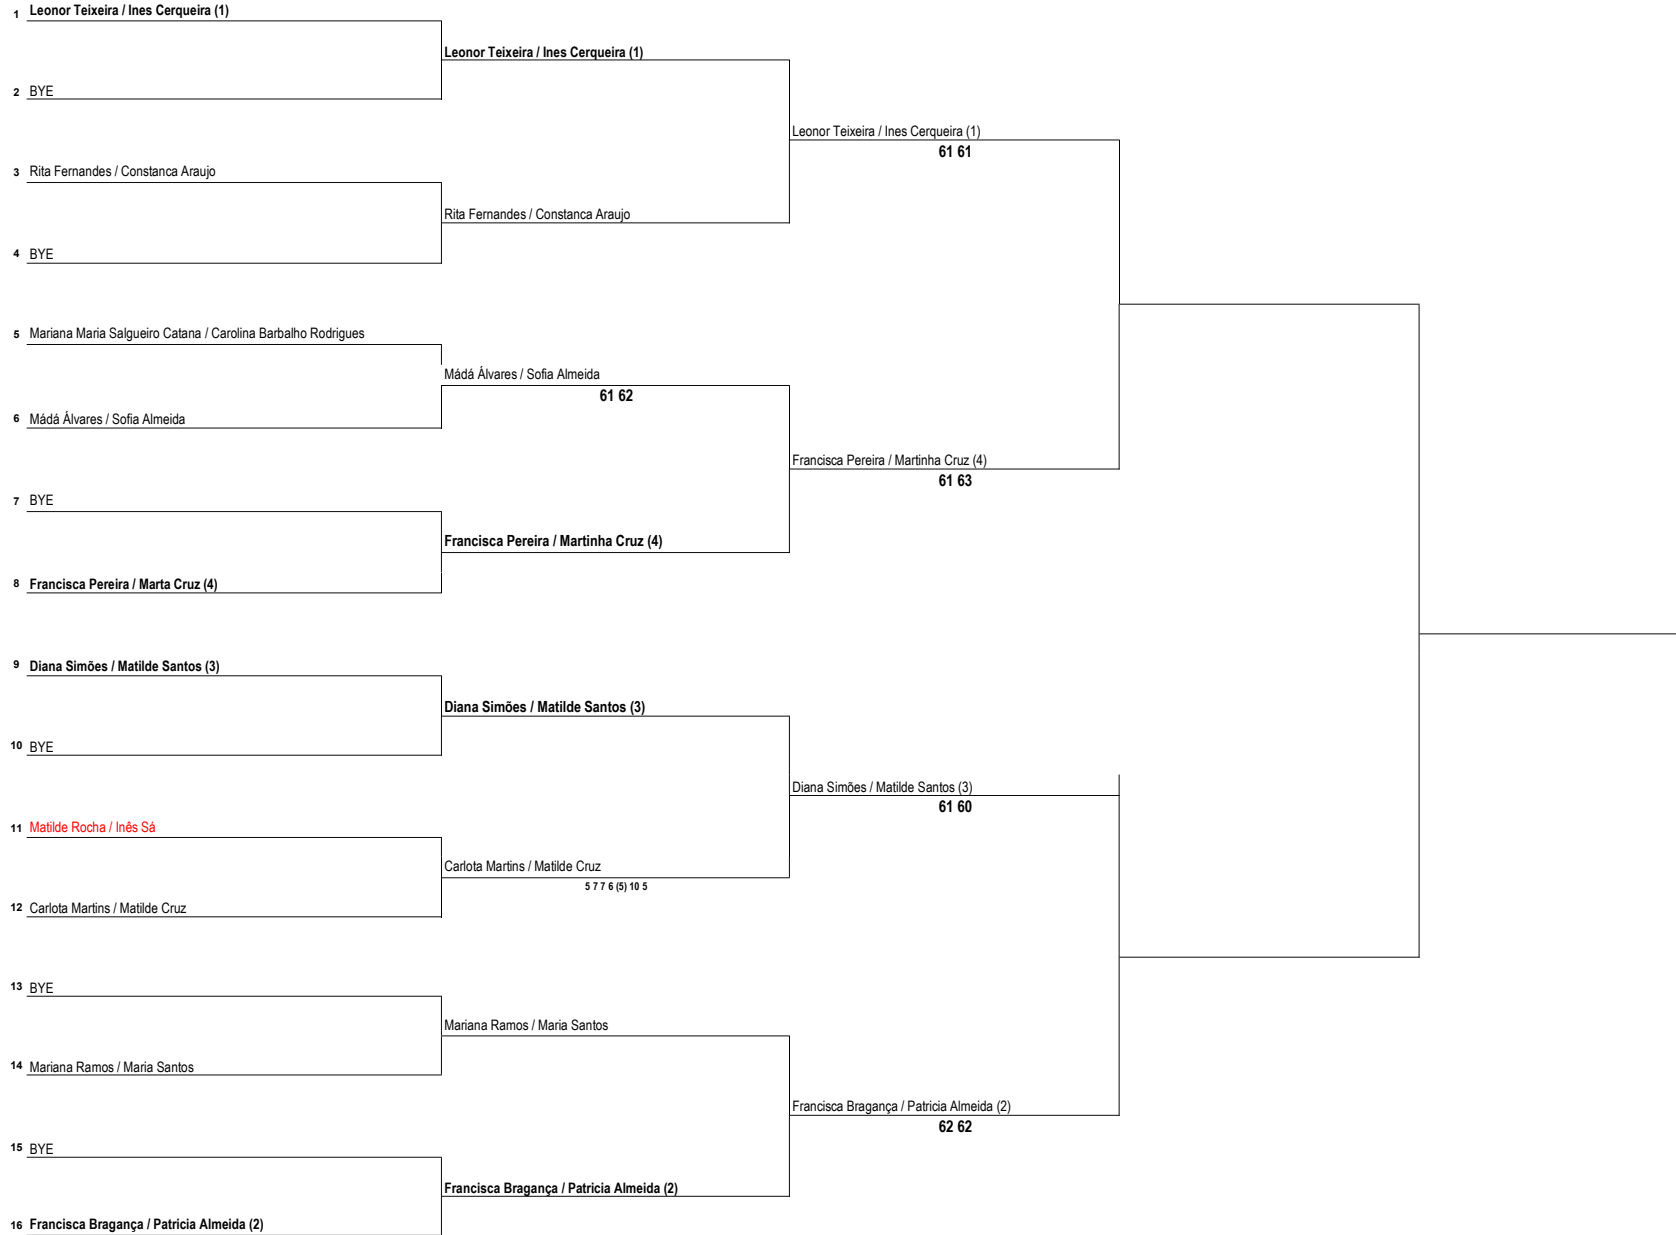 1 Leonor Teixeira / Ines Cerqueira (1)
Leonor Teixeira / Ines Cerqueira (1)
2 BYE
Leonor Teixeira / Ines Cerqueira (1)
61 61
3 Rita Fernandes / Constanca Araujo
Rita Fernandes / Constanca Araujo
4 BYE
5 Mariana Maria Salgueiro Catana / Carolina Barbalho Rodrigues
Mádá Álvares / Sofia Almeida
61 62
6 Mádá Álvares / Sofia Almeida
Francisca Pereira / Martinha Cruz (4)
61 63
7 BYE
Francisca Pereira / Martinha Cruz (4)
8 Francisca Pereira / Marta Cruz (4)
9 Diana Simões / Matilde Santos (3)
Diana Simões / Matilde Santos (3)
10 BYE
Diana Simões / Matilde Santos (3)
61 60
11 Matilde Rocha / Inês Sá
Carlota Martins / Matilde Cruz
5 7 7 6 (5) 10 5
12 Carlota Martins / Matilde Cruz
13 BYE
Mariana Ramos / Maria Santos
14 Mariana Ramos / Maria Santos
Francisca Bragança / Patricia Almeida (2)
62 62
15 BYE
Francisca Bragança / Patricia Almeida (2)
16 Francisca Bragança / Patricia Almeida (2)